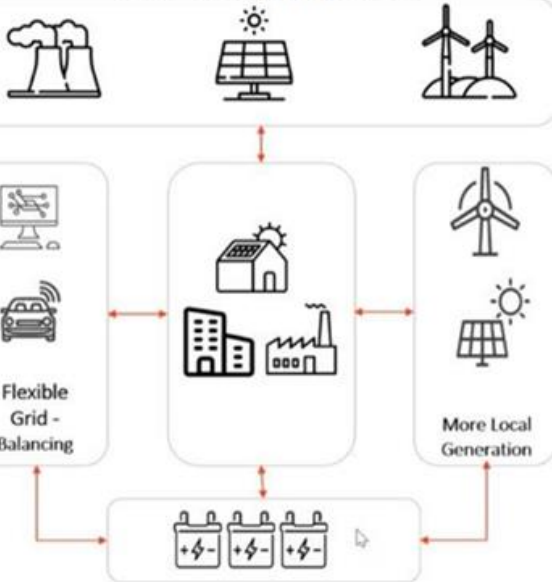 Flexible
Grid -
Balancing
More Local
Generation